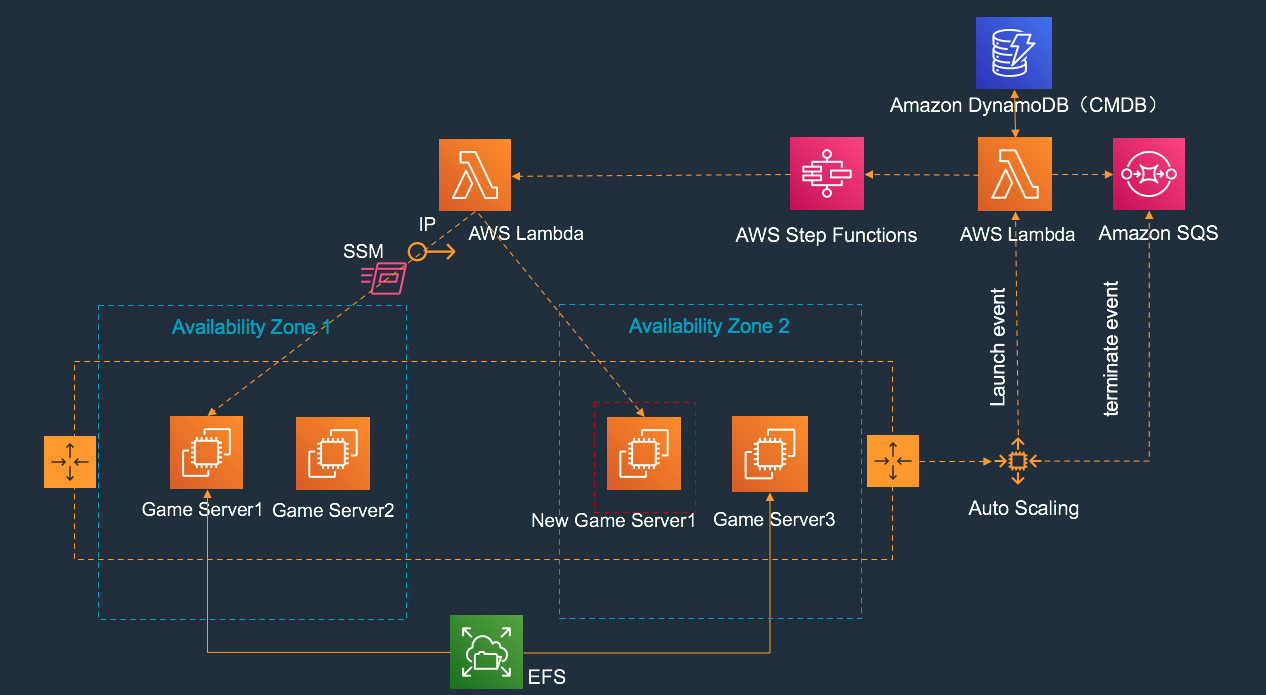 Amazon DynamoDB（CMDB）
IP
AWS Lambda
AWS Step Functions
AWS Lambda
Amazon SQS
SSM
Availability Zone 1
Availability Zone 2
Launch event
terminate event
Game Server1
Game Server2
New Game Server1
Game Server3
Auto Scaling
EFS